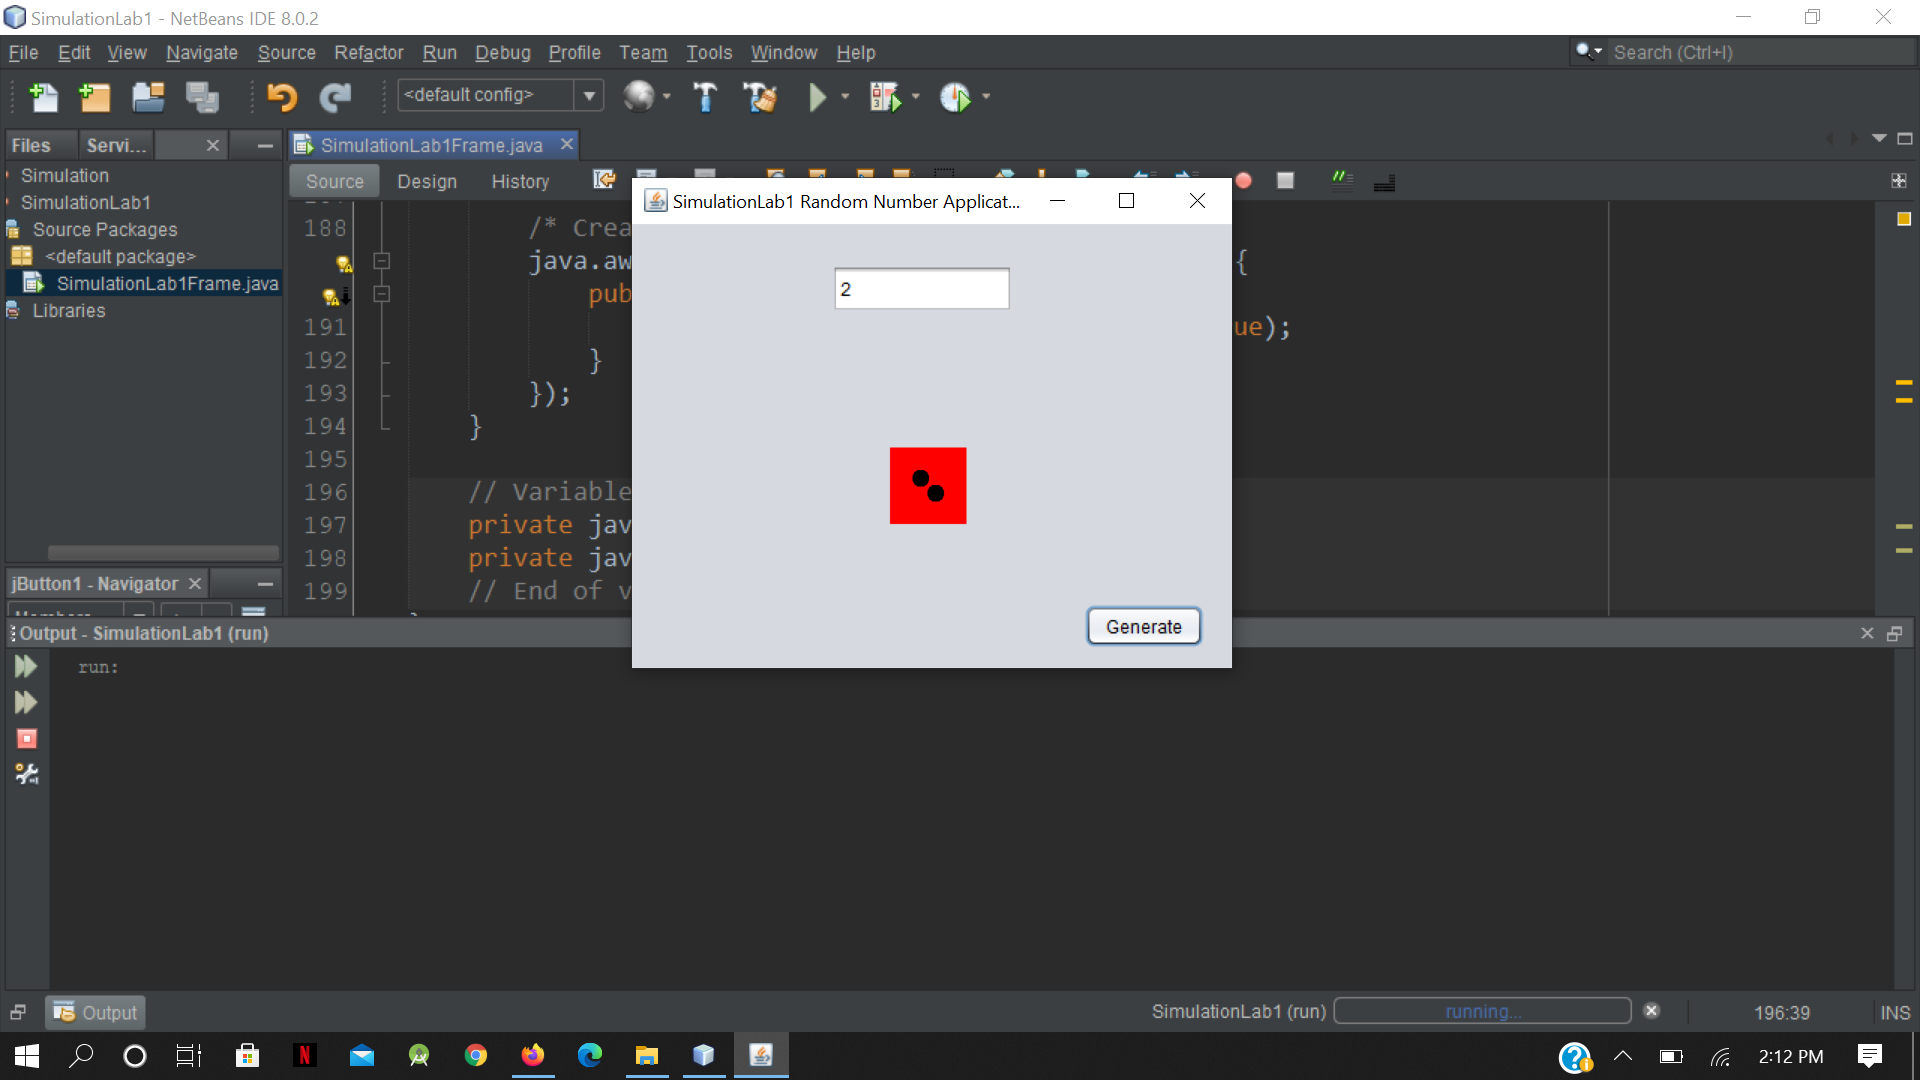 SimulationLab1 - NetBeans IDE 8.0.2
File Edit View Navigate Source Refactor Run Debug Profile Team Tools Window Help
Search (Ctrl+I)
<default config>
Files Servi...
SimulationLab1Frame.java
Source Design History
Simulation
SimulationLab1
Source Packages
<default package>
SimulationLab1Frame.java
Libraries
188 /* Crea
java.aw {
pub
191 ue);
192 }
193 });
194 }
195
196 // Variable
197 private jav
198 private jav
199 // End of v
SimulationLab1 Random Number Applicat...
2
Generate
jButton1 - Navigator
Output - SimulationLab1 (run)
run:
Output
SimulationLab1 (run) running... 196:39 INS
2:12 PM